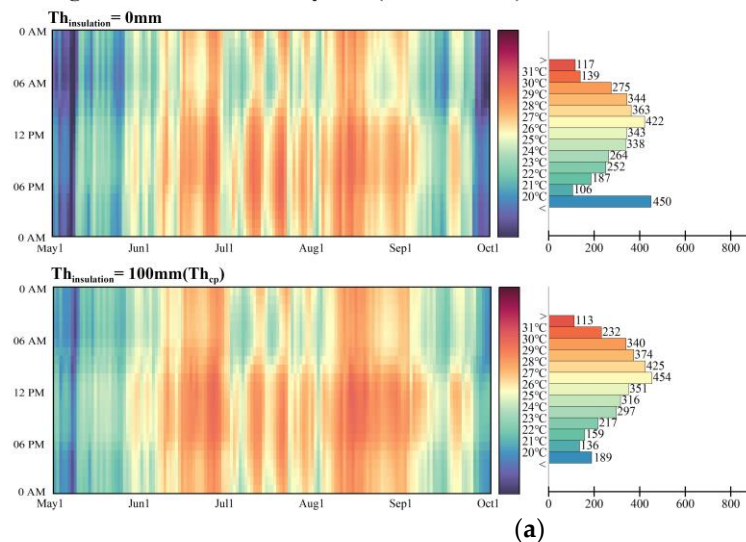 Th_insulation = 0mm
0 AM
06 AM
12 PM
06 PM
0 AM
May1 Jun1 Jul1 Aug1 Sep1 Oct1
>
31°C
30°C
29°C
28°C
27°C
26°C
25°C
24°C
23°C
22°C
21°C
20°C
<
117
139
275
344
363
422
343
338
264
252
187
106
450
0 200 400 600 800
Th_insulation = 100mm(Th_cp)
0 AM
06 AM
12 PM
06 PM
0 AM
May1 Jun1 Jul1 Aug1 Sep1 Oct1
>
31°C
30°C
29°C
28°C
27°C
26°C
25°C
24°C
23°C
22°C
21°C
20°C
<
113
232
340
374
425
454
351
316
297
217
159
136
189
0 200 400 600 800
(a)